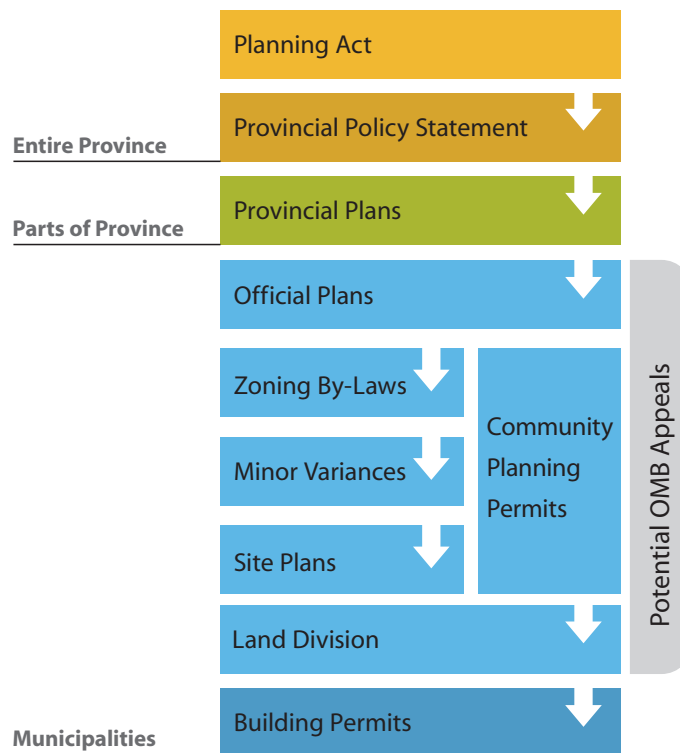 Planning Act
Provincial Policy Statement
Entire Province
Provincial Plans
Parts of Province
Official Plans
Zoning By-Laws
Minor Variances
Site Plans
Community
Planning
Permits
Land Division
Potential OMB Appeals
Building Permits
Municipalities